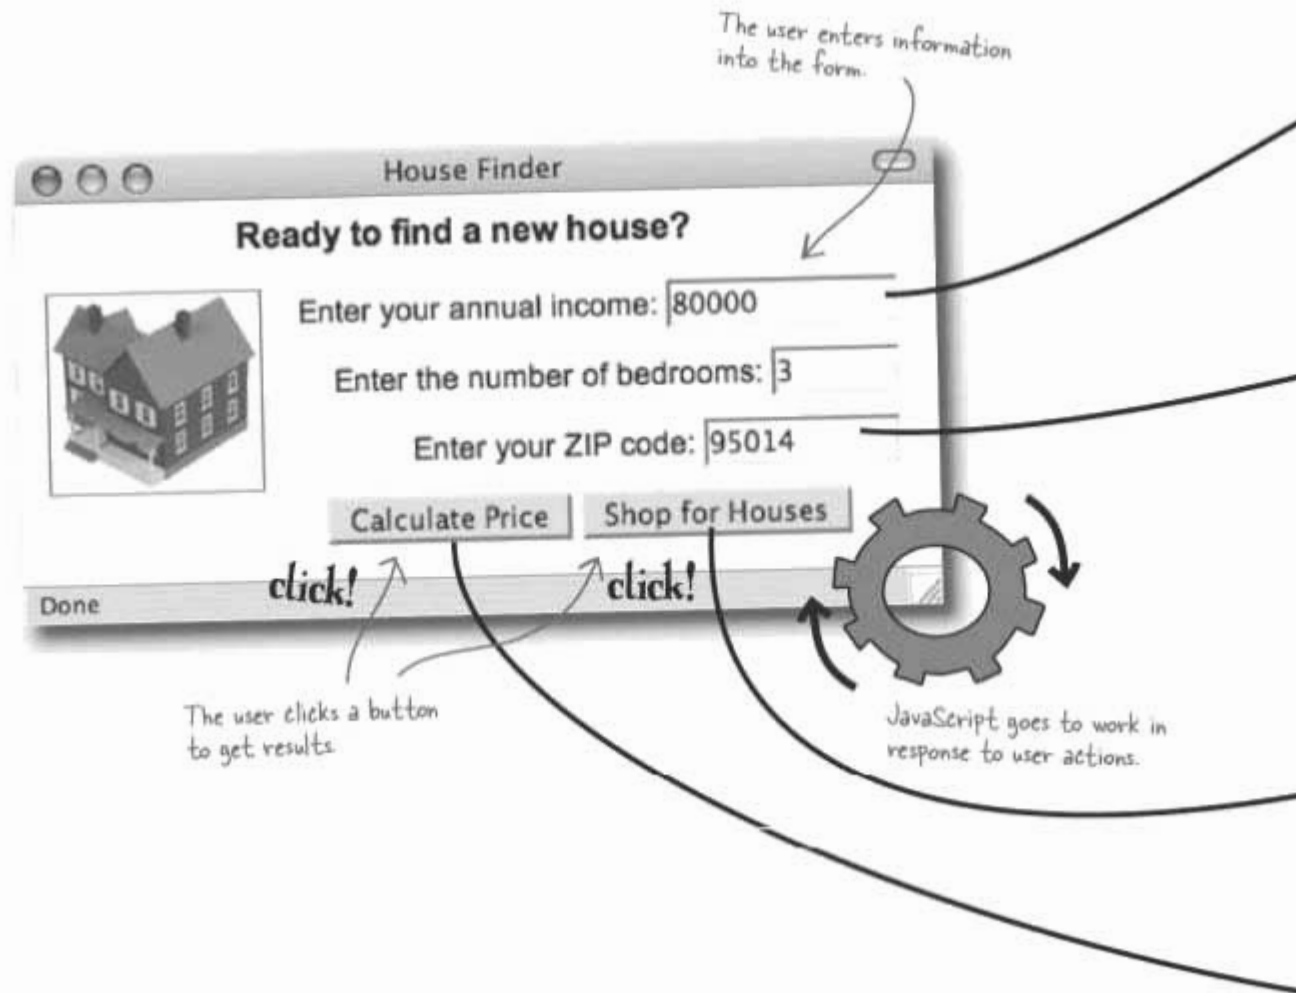 The user enters information
into the form.
House Finder
Ready to find a new house?
Enter your annual income: 80000
Enter the number of bedrooms: 3
Enter your ZIP code: 95014
Calculate Price
Shop for Houses
click!
click!
Done
The user clicks a button
to get results.
JavaScript goes to work in
response to user actions.